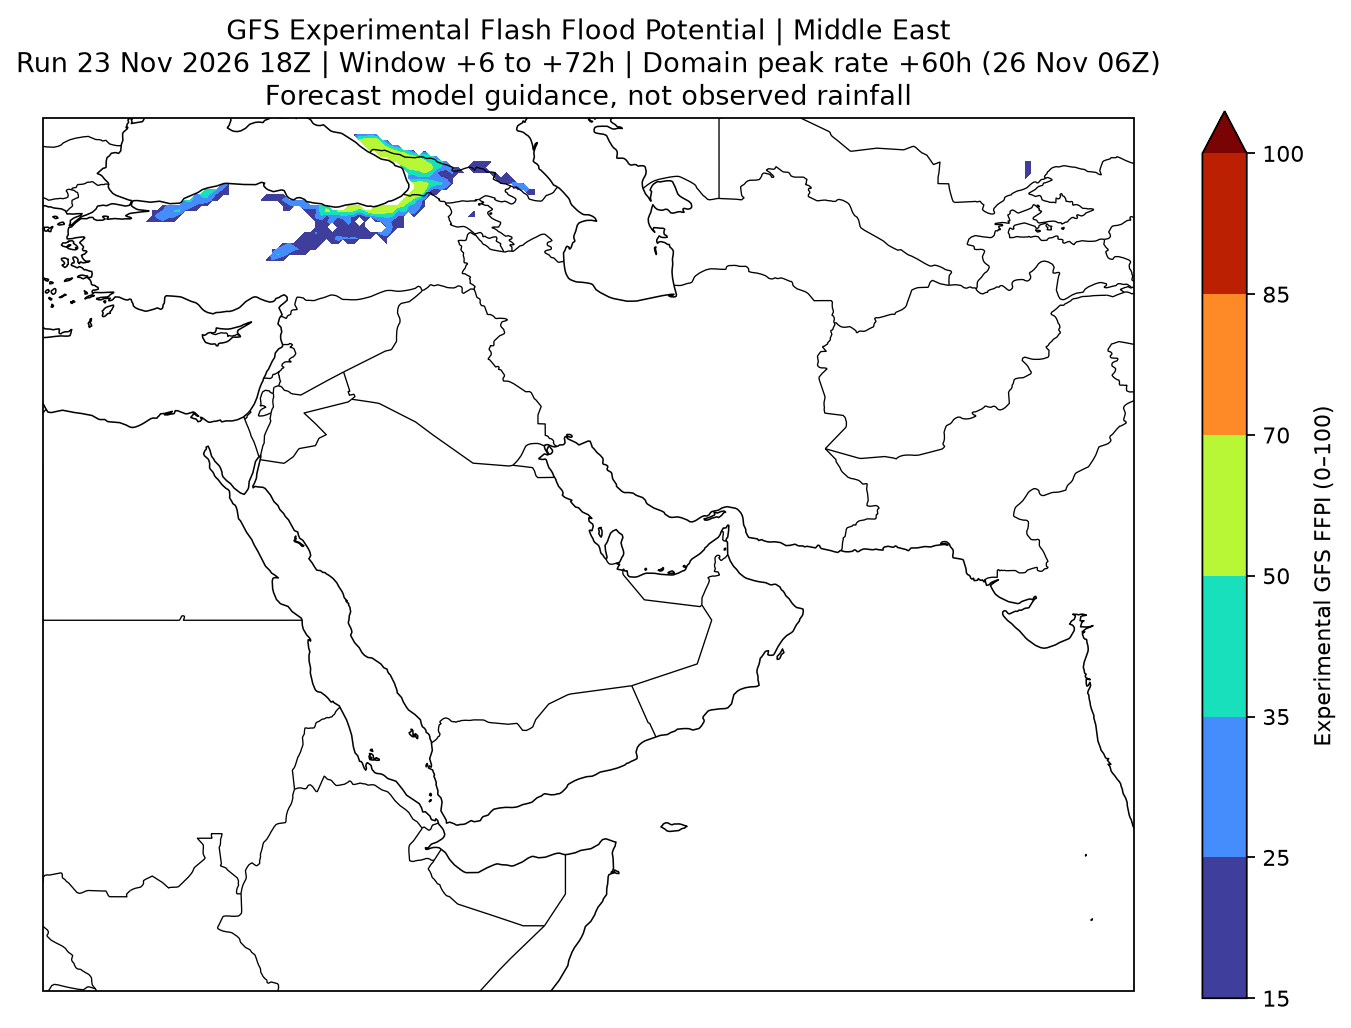 GFS Experimental Flash Flood Potential | Middle East
Run 23 Nov 2026 18Z | Window +6 to +72h | Domain peak rate +60h (26 Nov 06Z)
Forecast model guidance, not observed rainfall
100
85
70
50
35
25
15
Experimental GFS FFPI (0–100)